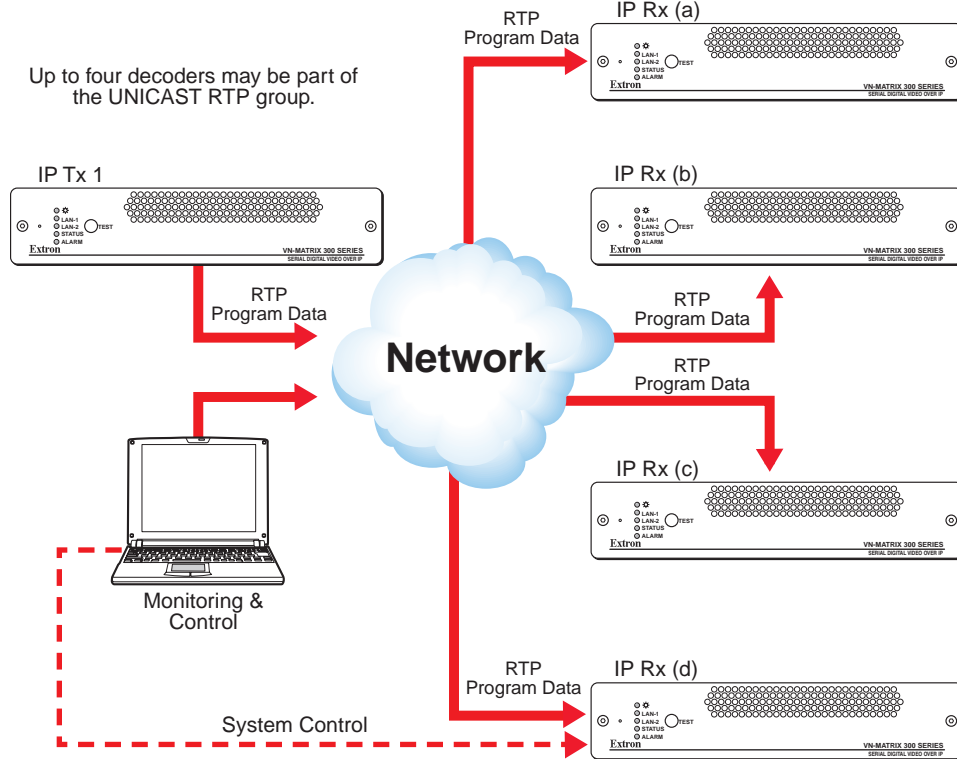 Up to four decoders may be part of
the UNICAST RTP group.
IP Tx 1
LAN-1
LAN-2
STATUS
ALARM
TEST
Extron
VN-MATRIX 300 SERIES
SERIAL DIGITAL VIDEO OVER IP
RTP
Program Data
Network
Monitoring &
Control
System Control
RTP
Program Data
IP Rx (a)
LAN-1
LAN-2
STATUS
ALARM
TEST
Extron
VN-MATRIX 300 SERIES
SERIAL DIGITAL VIDEO OVER IP
IP Rx (b)
LAN-1
LAN-2
STATUS
ALARM
TEST
Extron
VN-MATRIX 300 SERIES
SERIAL DIGITAL VIDEO OVER IP
RTP
Program Data
RTP
Program Data
IP Rx (c)
LAN-1
LAN-2
STATUS
ALARM
TEST
Extron
VN-MATRIX 300 SERIES
SERIAL DIGITAL VIDEO OVER IP
RTP
Program Data
IP Rx (d)
LAN-1
LAN-2
STATUS
ALARM
TEST
Extron
VN-MATRIX 300 SERIES
SERIAL DIGITAL VIDEO OVER IP